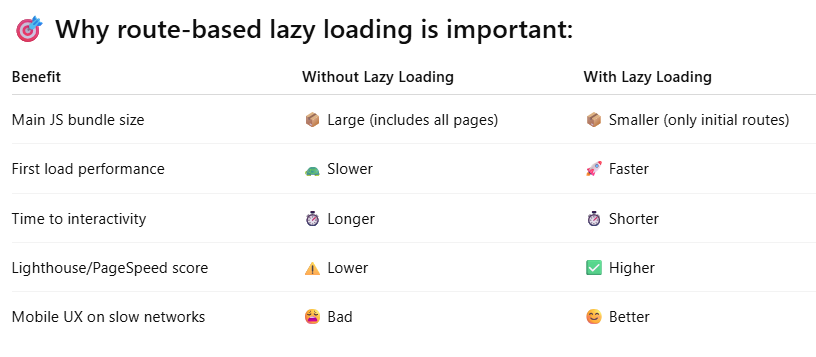 🎯 Why route-based lazy loading is important:
Benefit Without Lazy Loading With Lazy Loading
Main JS bundle size 📦 Large (includes all pages) 📦 Smaller (only initial routes)
First load performance 🐢 Slower 🚀 Faster
Time to interactivity ⏱️ Longer ⏱️ Shorter
Lighthouse/PageSpeed score ⚠️ Lower ✅ Higher
Mobile UX on slow networks 😫 Bad 😊 Better